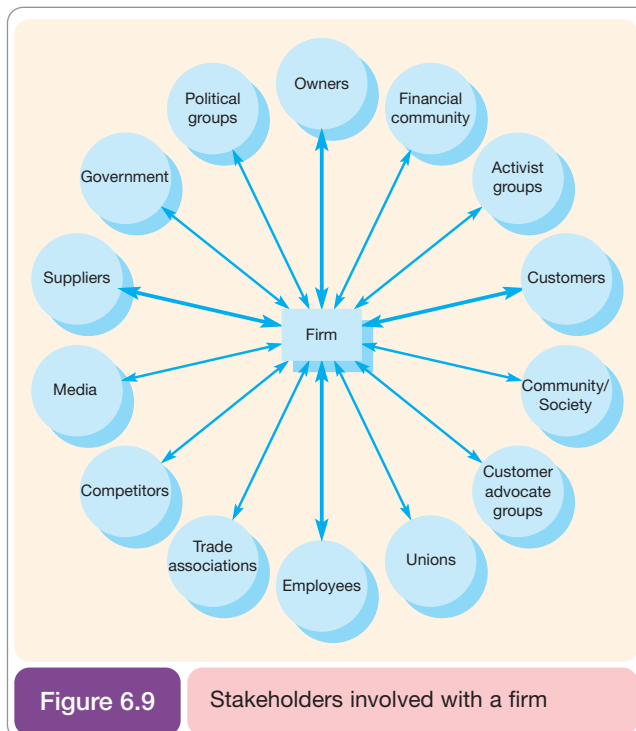 Owners
Political
groups
Financial
community
Government
Activist
groups
Suppliers
Customers
Firm
Media
Community/
Society
Competitors
Customer
advocate
groups
Trade
associations
Employees
Unions
Figure 6.9
Stakeholders involved with a firm